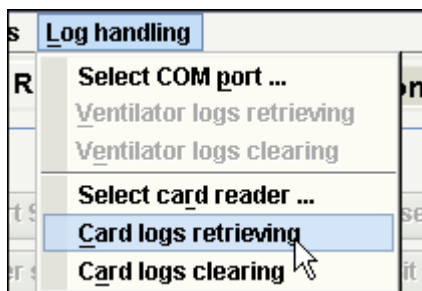 s Log handling
R
Select COM port ...
Ventilator logs retrieving
Ventilator logs clearing
Select card reader ...
Card logs retrieving
Card logs clearing